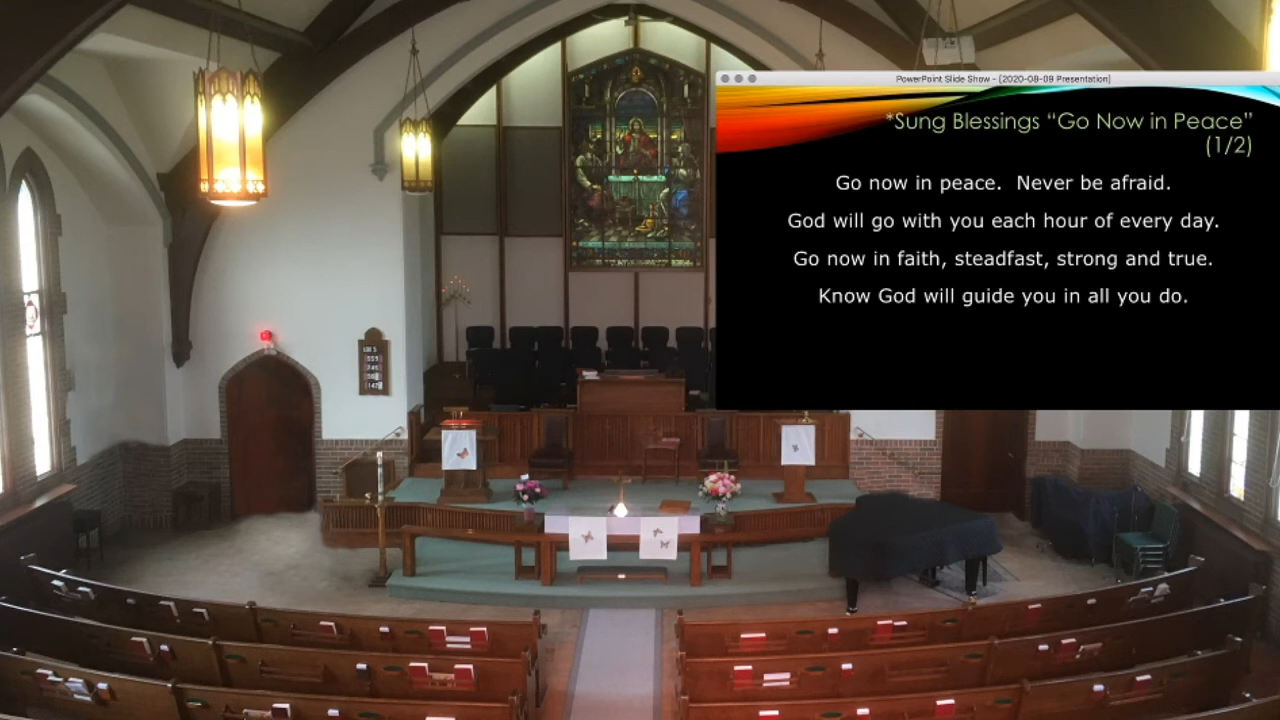 PowerPoint Slide Show - [2020-08-09 Presentation]
*Sung Blessings “Go Now in Peace”
(1/2)
Go now in peace.  Never be afraid.
God will go with you each hour of every day.
Go now in faith, steadfast, strong and true.
Know God will guide you in all you do.
559